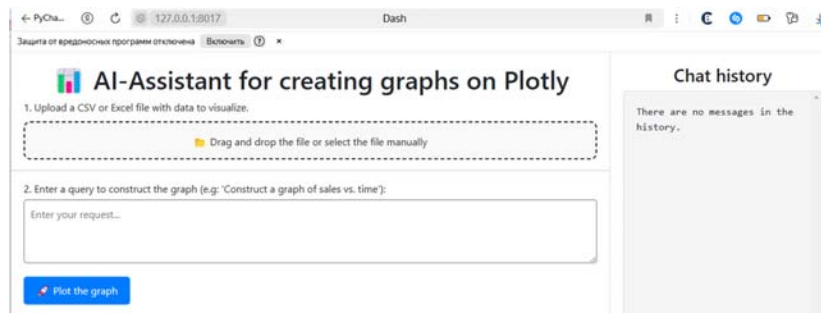 ← PyCha...
127.0.0.1:8017
Dash
Защита от вредоносных программ отключена Включить ? ×
AI-Assistant for creating graphs on Plotly
1. Upload a CSV or Excel file with data to visualize.
Drag and drop the file or select the file manually
2. Enter a query to construct the graph (e.g: 'Construct a graph of sales vs. time'):
Enter your request...
Plot the graph
Chat history
There are no messages in the
history.